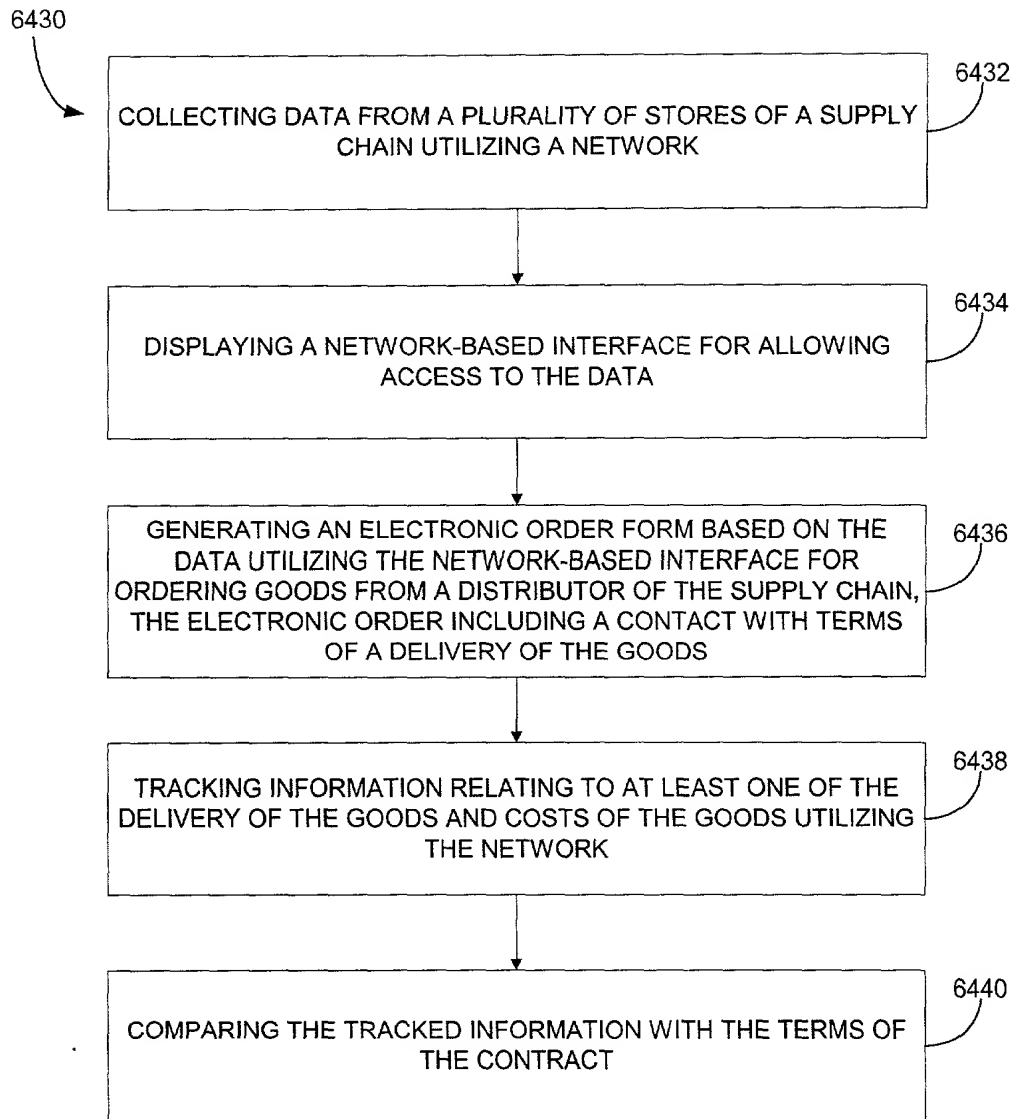 6430
COLLECTING DATA FROM A PLURALITY OF STORES OF A SUPPLY
CHAIN UTILIZING A NETWORK
6432
DISPLAYING A NETWORK-BASED INTERFACE FOR ALLOWING
ACCESS TO THE DATA
6434
GENERATING AN ELECTRONIC ORDER FORM BASED ON THE
DATA UTILIZING THE NETWORK-BASED INTERFACE FOR
ORDERING GOODS FROM A DISTRIBUTOR OF THE SUPPLY CHAIN,
THE ELECTRONIC ORDER INCLUDING A CONTACT WITH TERMS
OF A DELIVERY OF THE GOODS
6436
TRACKING INFORMATION RELATING TO AT LEAST ONE OF THE
DELIVERY OF THE GOODS AND COSTS OF THE GOODS UTILIZING
THE NETWORK
6438
COMPARING THE TRACKED INFORMATION WITH THE TERMS OF
THE CONTRACT
6440